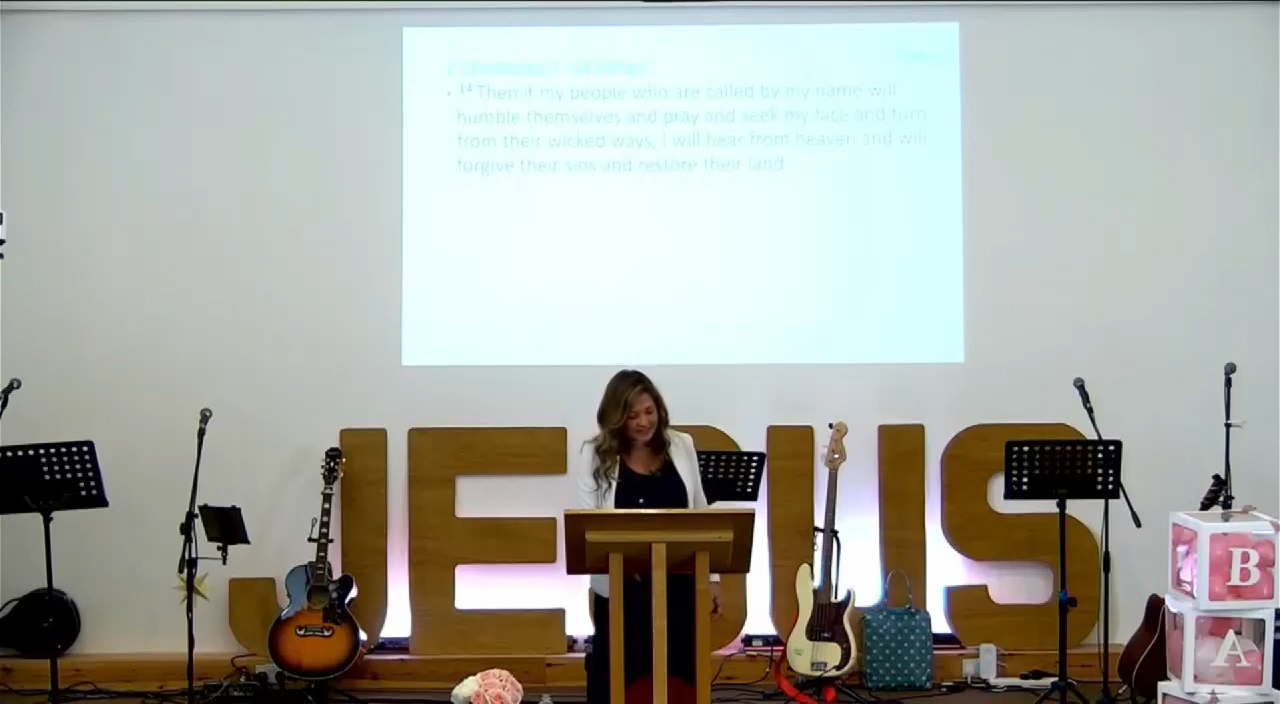 14 Then if my people who are called by my name will
humble themselves and pray and seek my face and turn
from their wicked ways, I will hear from heaven and will
forgive their sins and restore their land
JESUS
B
A